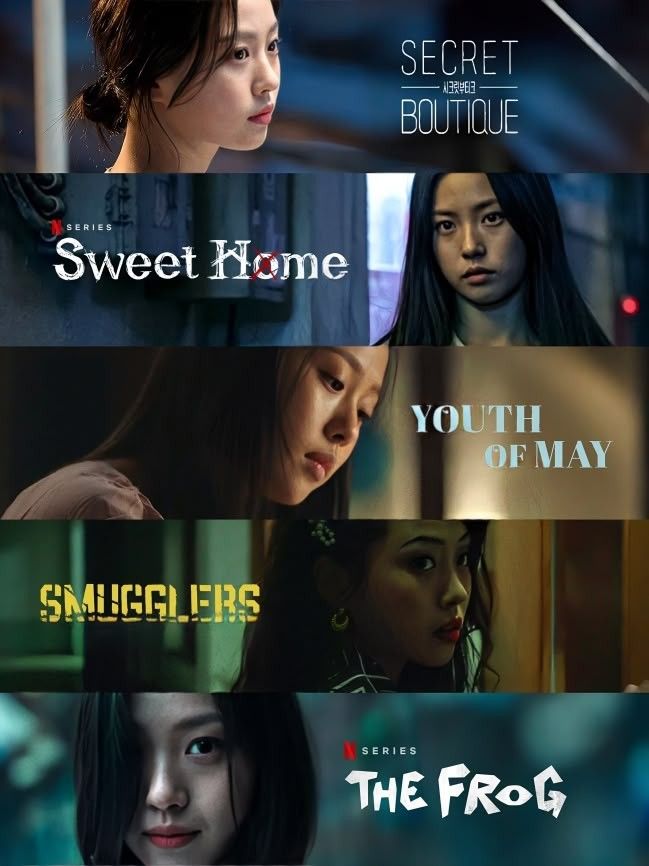 SECRET
시크릿부티크
BOUTIQUE
N SERIES
Sweet Home
YOUTH
OF MAY
SMUGGLERS
N SERIES
THE FROG